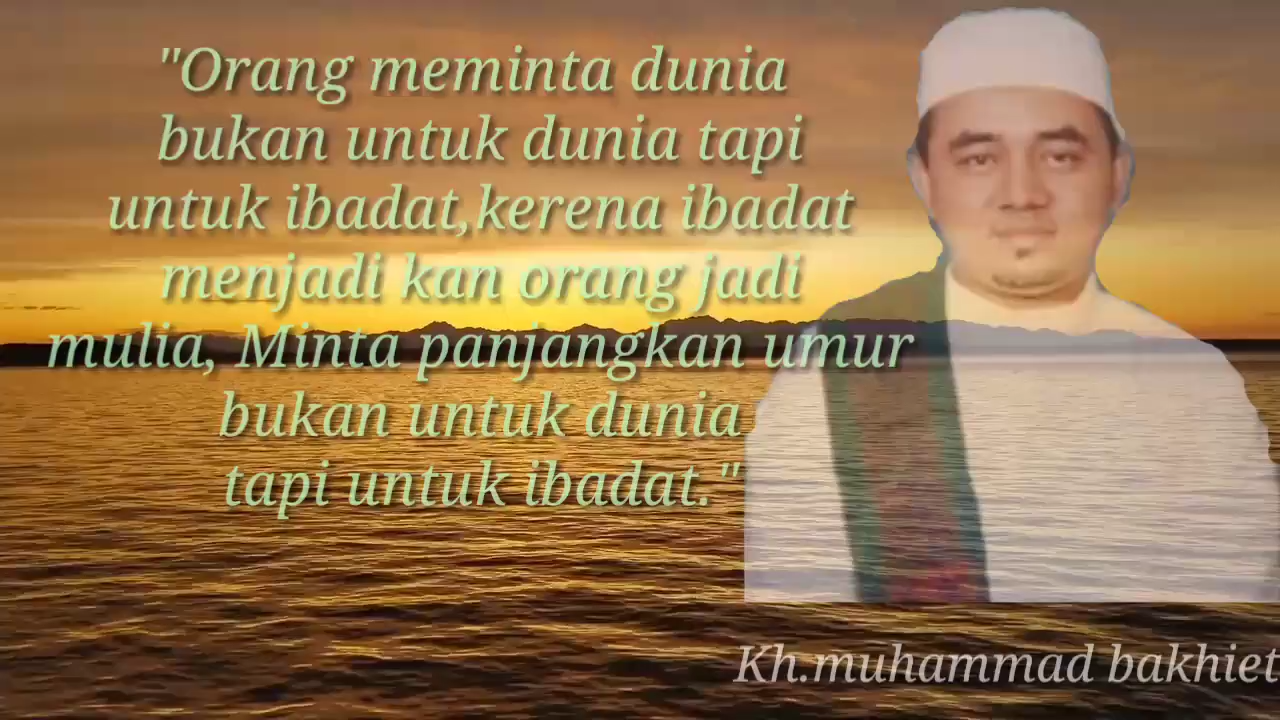 "Orang meminta dunia
bukan untuk dunia tapi
untuk ibadat,kerena ibadat
menjadi kan orang jadi
mulia, Minta panjangkan umur
bukan untuk dunia
tapi untuk ibadat."
Kh.muhammad bakhiet